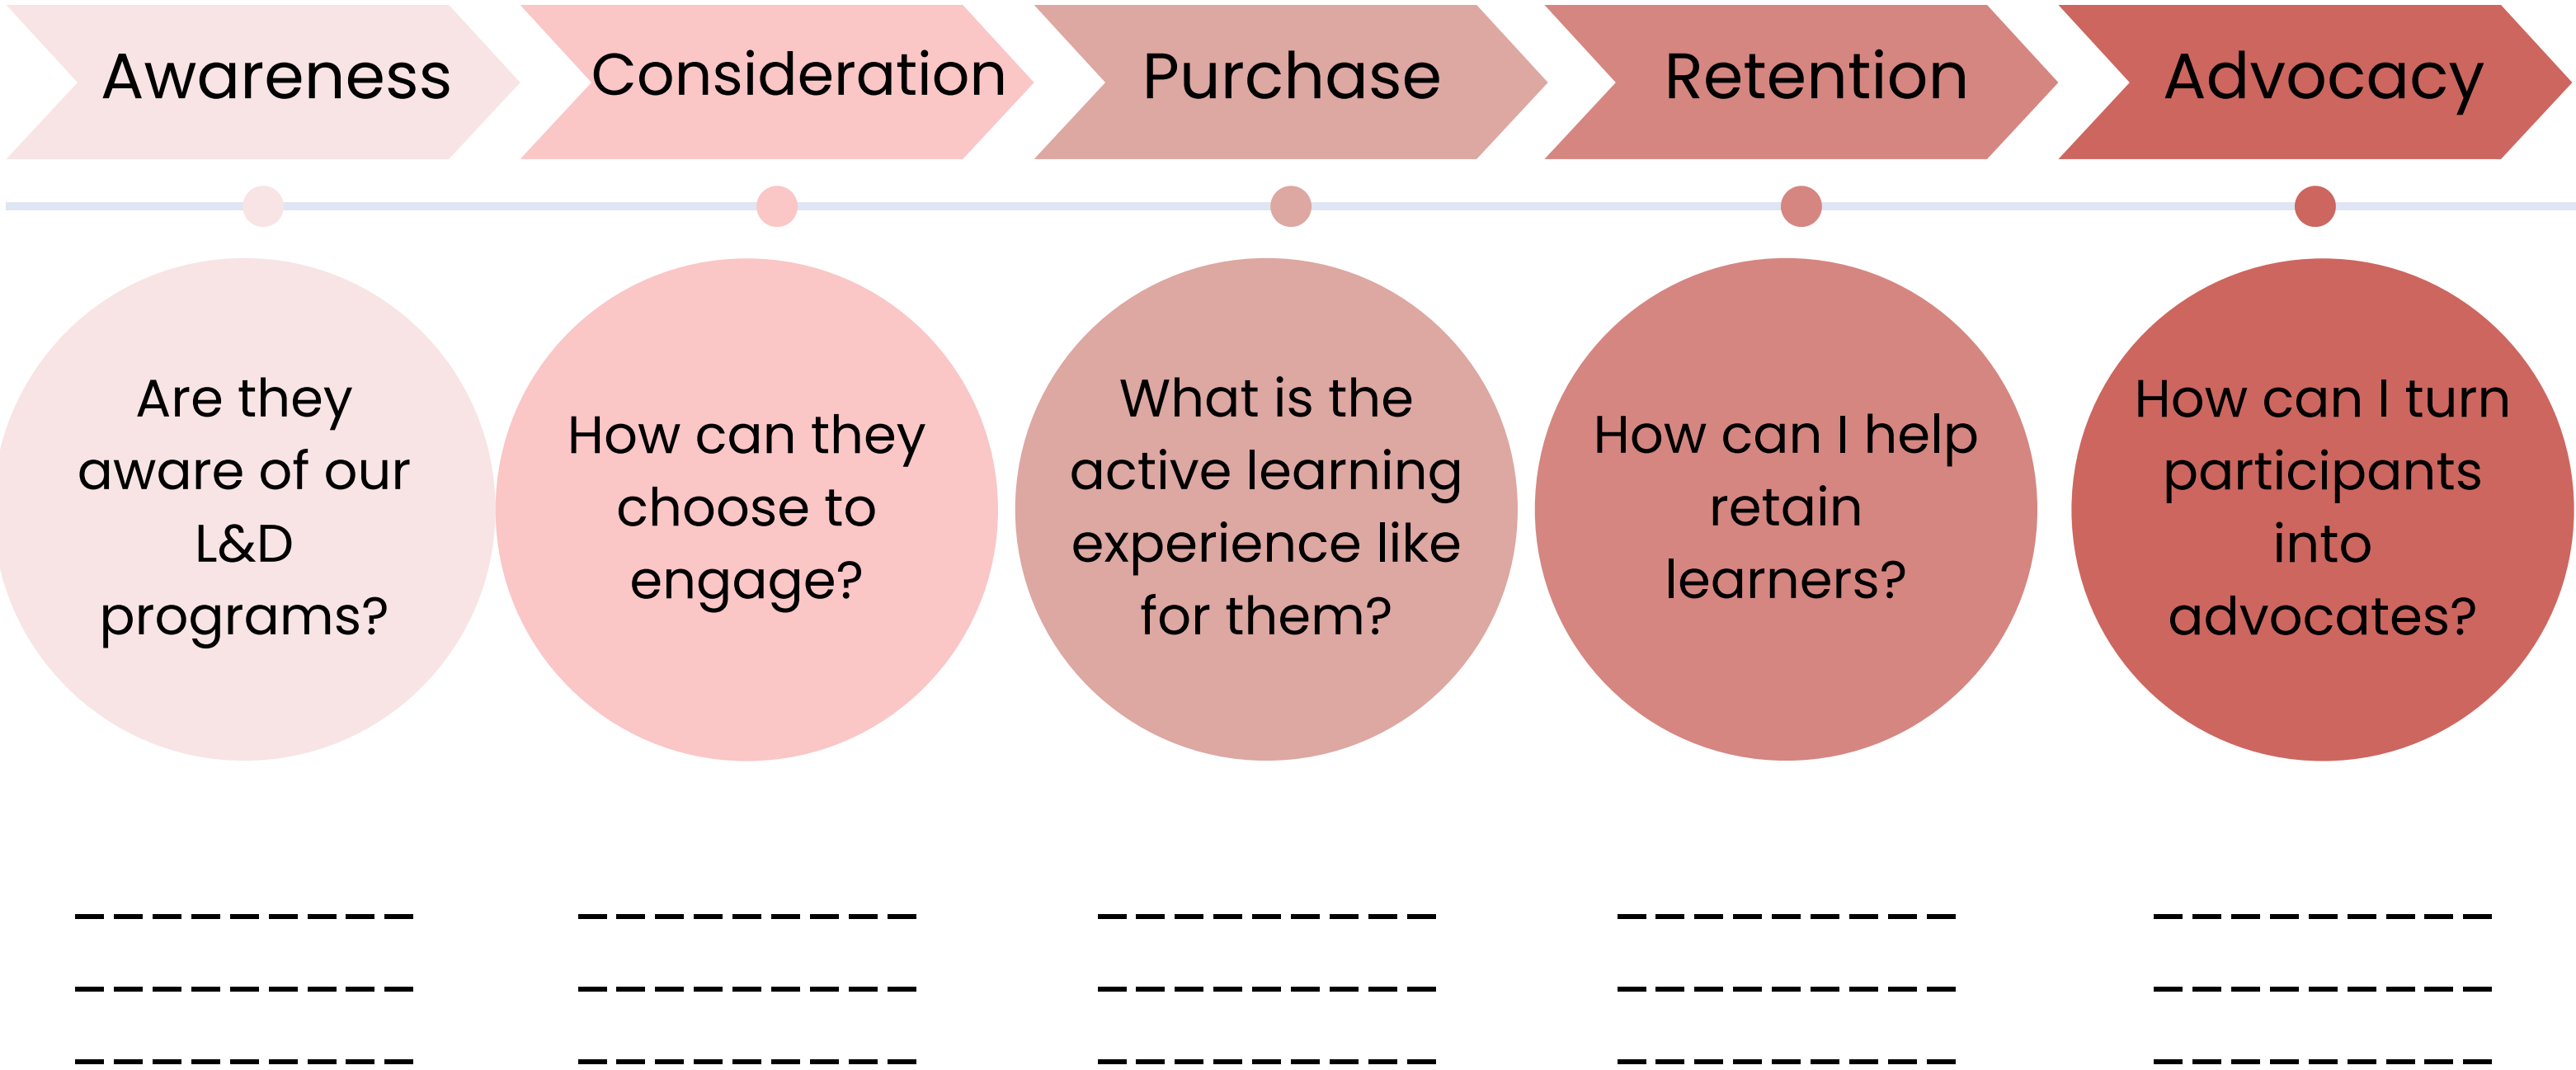 Awareness
Consideration
Purchase
Retention
Advocacy
Are they
aware of our
L&D
programs?
How can they
choose to
engage?
What is the
active learning
experience like
for them?
How can I help
retain
learners?
How can I turn
participants
into
advocates?